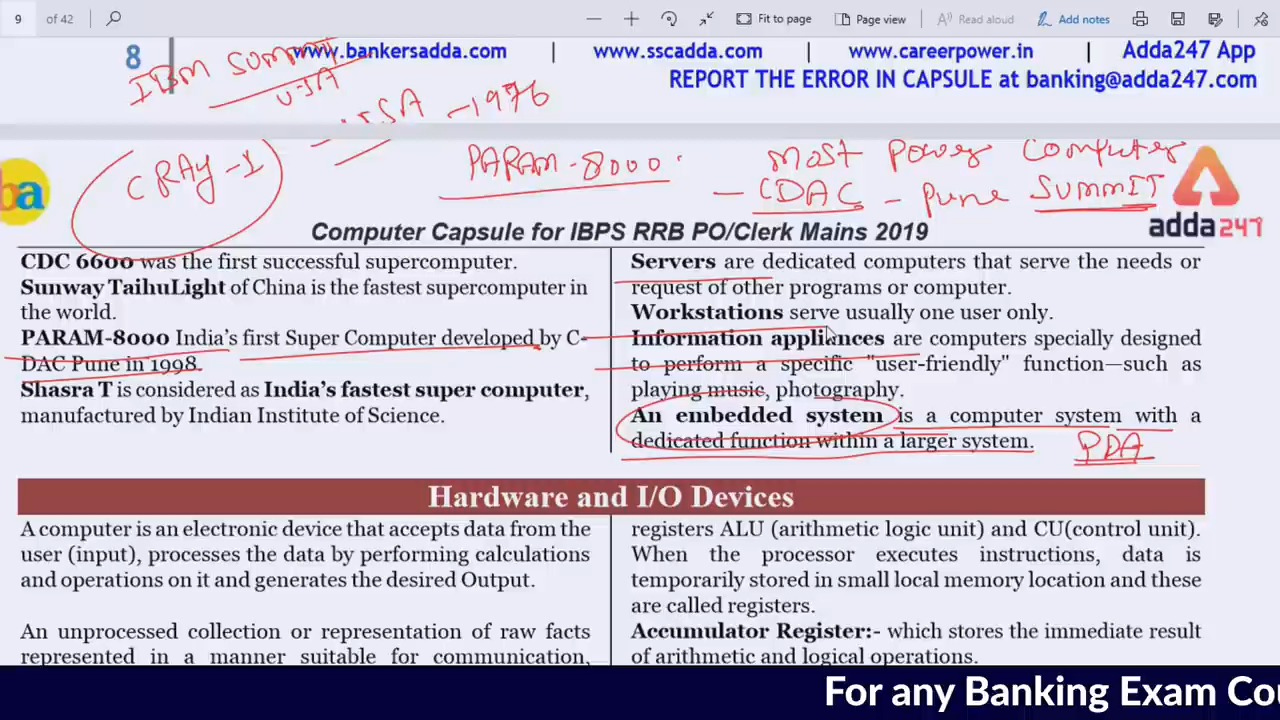 9 of 42 Fit to page Page view Read aloud Add notes
8 www.bankersadda.com | www.sscadda.com | www.careerpower.in | Adda247 App
REPORT THE ERROR IN CAPSULE at banking@adda247.com
IBM SUMMIT
USA
USA - 1976
CRAy-1
PARAM-8000.
Most Power Computer
- CDAC - Pune SUMMIT
adda247
Computer Capsule for IBPS RRB PO/Clerk Mains 2019
CDC 6600 was the first successful supercomputer.
Sunway TaihuLight of China is the fastest supercomputer in
the world.
PARAM-8000 India's first Super Computer developed by C-
DAC Pune in 1998.
Shasra T is considered as India's fastest super computer,
manufactured by Indian Institute of Science.
Servers are dedicated computers that serve the needs or
request of other programs or computer.
Workstations serve usually one user only.
Information appliances are computers specially designed
to perform a specific "user-friendly" function—such as
playing music, photography.
An embedded system is a computer system with a
dedicated function within a larger system.
PDA
Hardware and I/O Devices
A computer is an electronic device that accepts data from the
user (input), processes the data by performing calculations
and operations on it and generates the desired Output.
An unprocessed collection or representation of raw facts
represented in a manner suitable for communication,
registers ALU (arithmetic logic unit) and CU(control unit).
When the processor executes instructions, data is
temporarily stored in small local memory location and these
are called registers.
Accumulator Register:- which stores the immediate result
of arithmetic and logical operations.
For any Banking Exam Cou